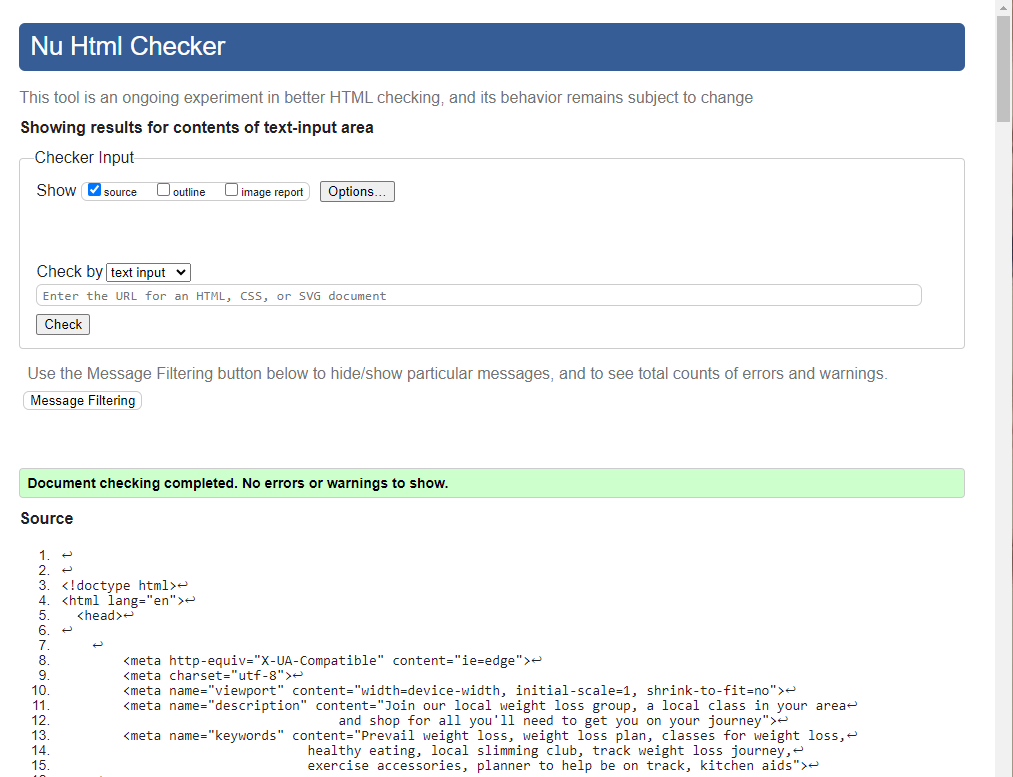 Nu Html Checker
This tool is an ongoing experiment in better HTML checking, and its behavior remains subject to change
Showing results for contents of text-input area
Checker Input
Show source outline image report Options...
Check by text input
Enter the URL for an HTML, CSS, or SVG document
Check
Use the Message Filtering button below to hide/show particular messages, and to see total counts of errors and warnings.
Message Filtering
Document checking completed. No errors or warnings to show.
Source
1. ↩
2. ↩
3. <!doctype html>↩
4. <html lang="en">↩
5.   <head>↩
6. ↩
7.     ↩
8.         <meta http-equiv="X-UA-Compatible" content="ie=edge">↩
9.         <meta charset="utf-8">↩
10.         <meta name="viewport" content="width=device-width, initial-scale=1, shrink-to-fit=no">↩
11.         <meta name="description" content="Join our local weight loss group, a local class in your area↩
12.                                     and shop for all you'll need to get you on your journey">↩
13.         <meta name="keywords" content="Prevail weight loss, weight loss plan, classes for weight loss,↩
14.                                 healthy eating, local slimming club, track weight loss journey,↩
15.                                 exercise accessories, planner to help be on track, kitchen aids">↩